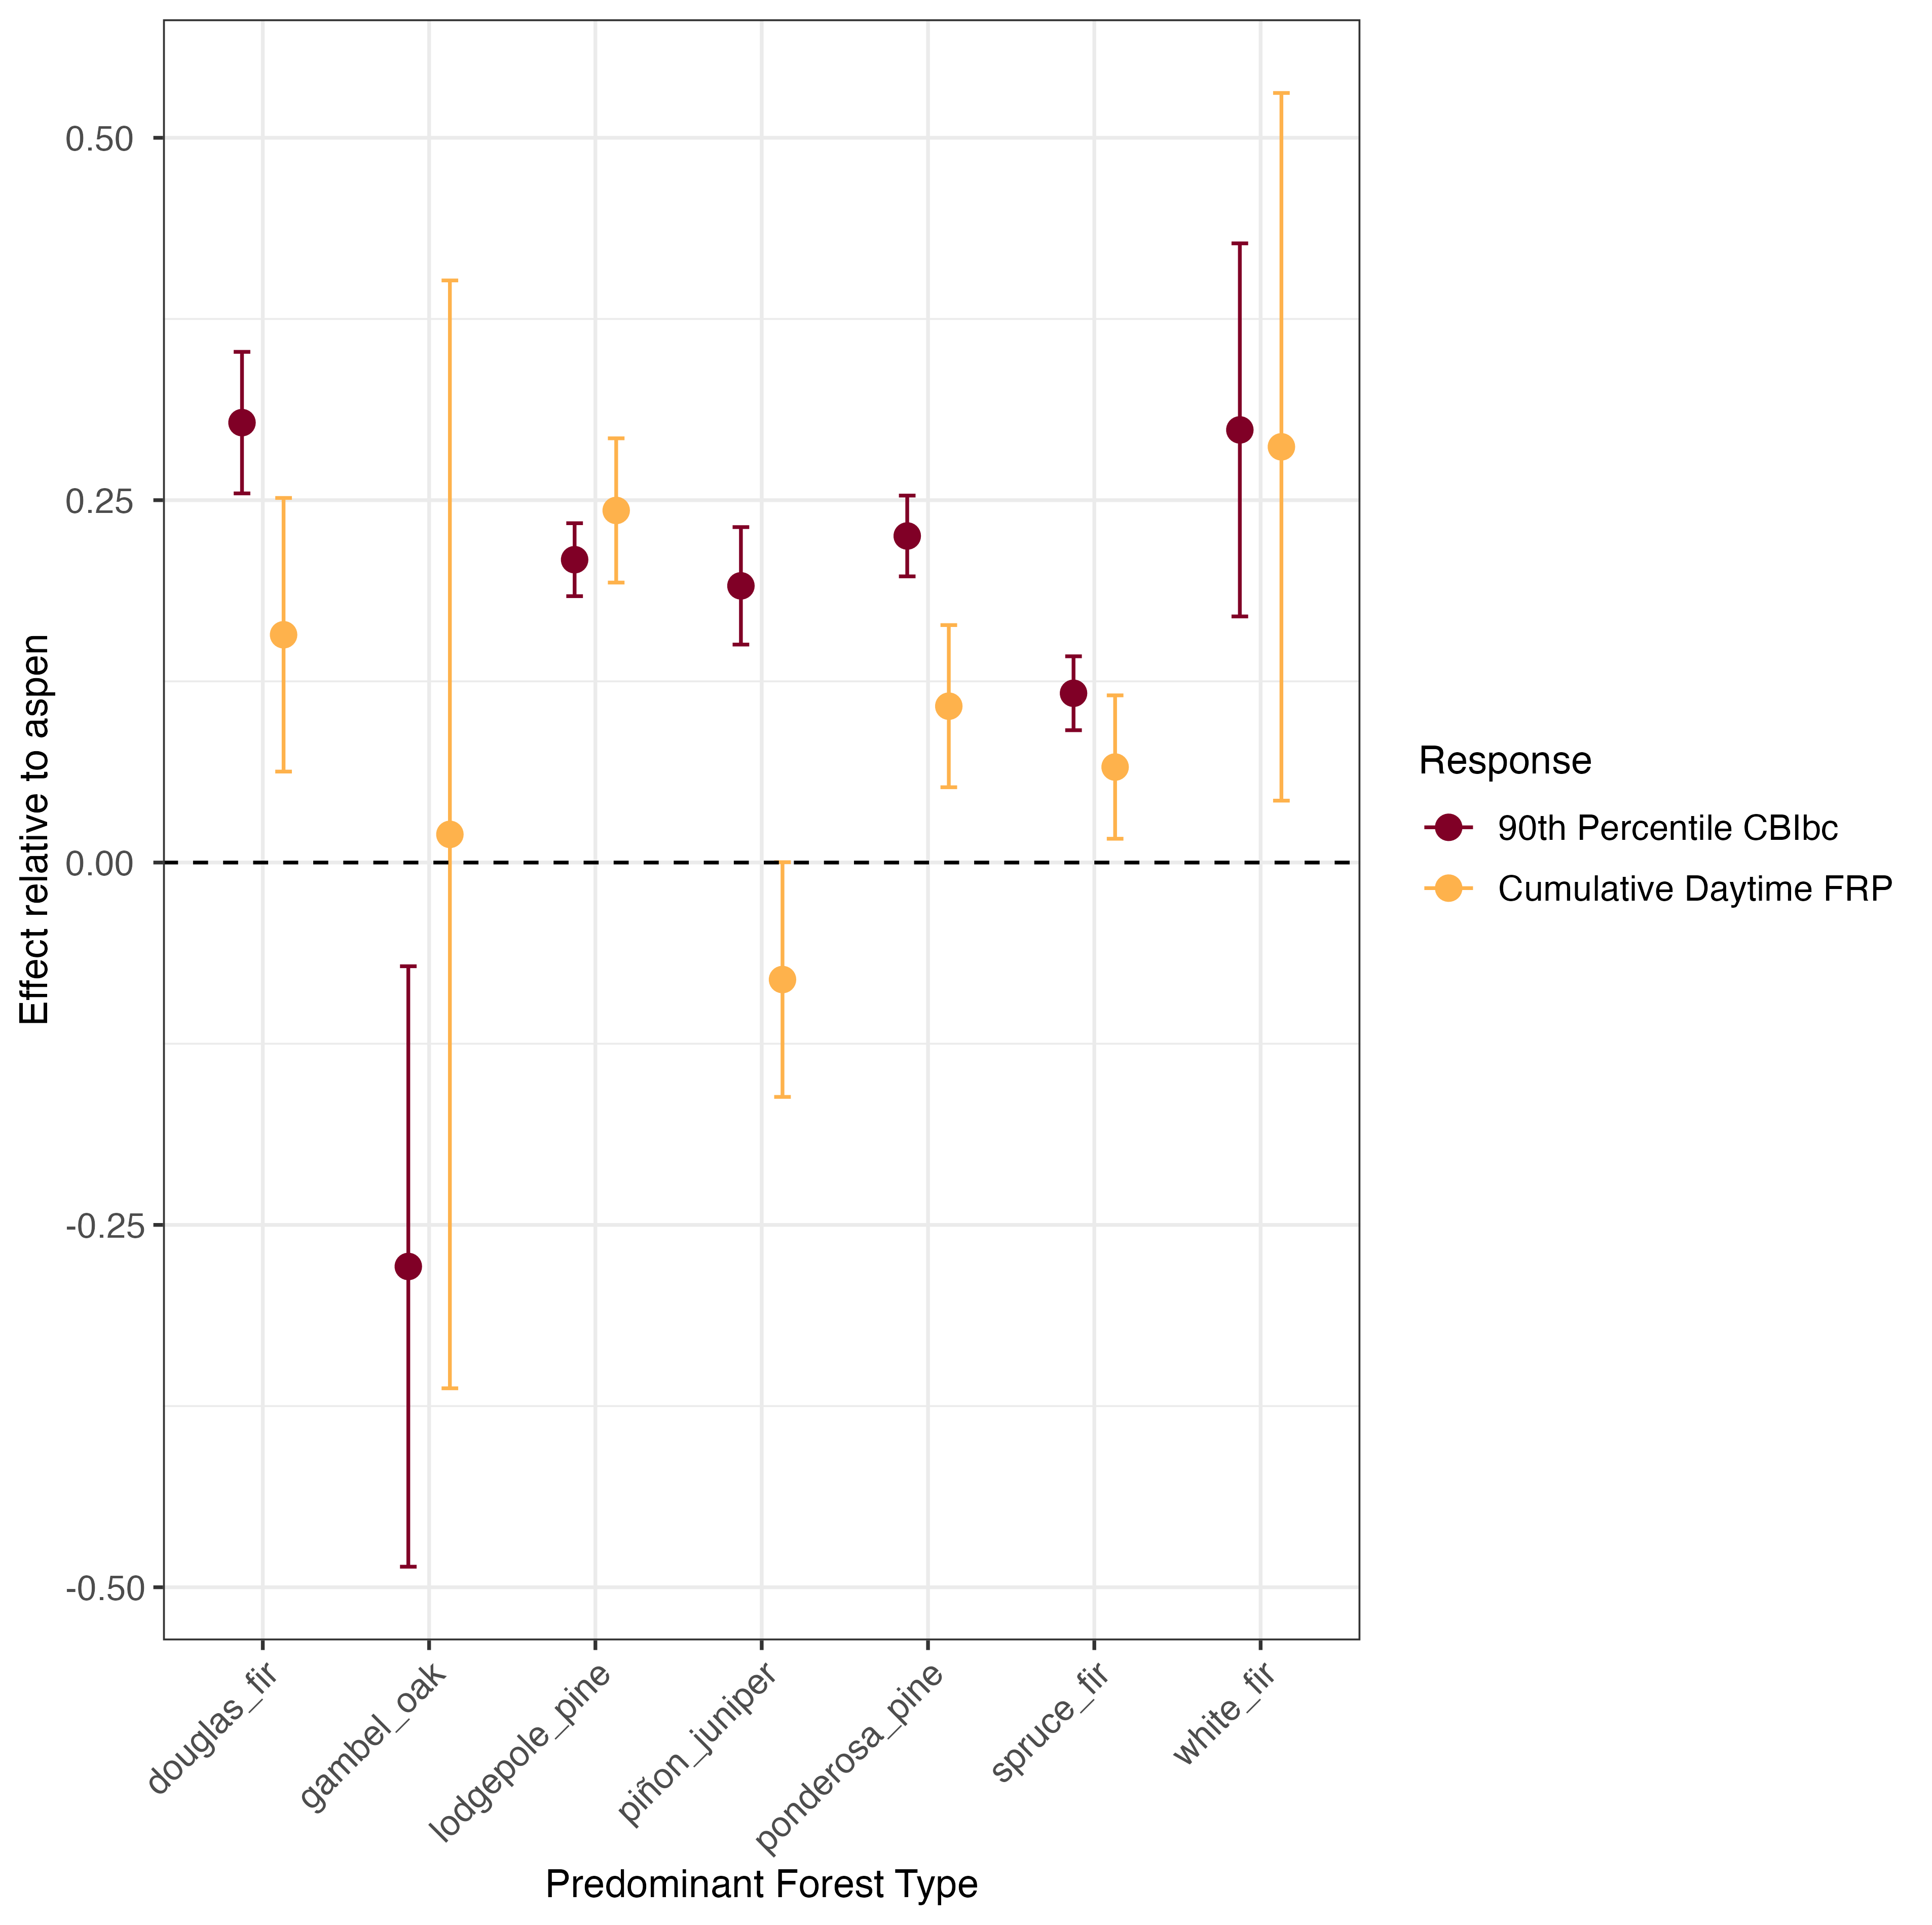 Effect relative to aspen
0.50
0.25
0.00
-0.25
-0.50
douglas_fir
gambel_oak
lodgepole_pine
piñon_juniper
ponderosa_pine
spruce_fir
white_fir
Predominant Forest Type
Response
90th Percentile CBIbc
Cumulative Daytime FRP